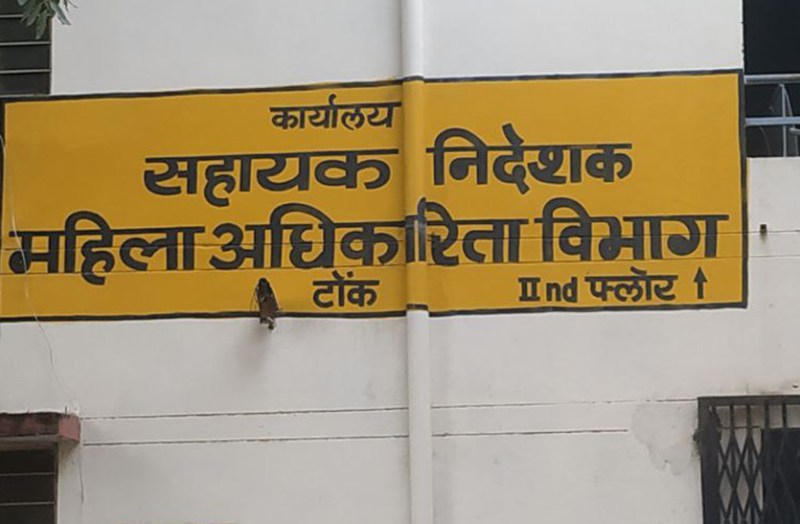 कार्यालय
सहायक निदेशक
महिला अधिकारिता विभाग
टोंक IInd फ्लोर ↑